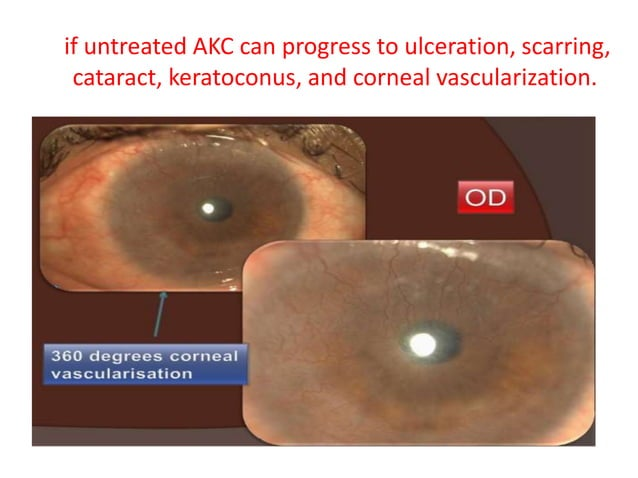 if untreated AKC can progress to ulceration, scarring,
cataract, keratoconus, and corneal vascularization.
OD
360 degrees corneal
vascularisation